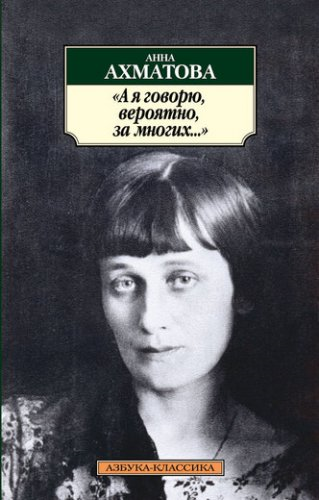 АННА
АХМАТОВА
«А я говорю,
вероятно,
за многих...»
АЗБУКА-КЛАССИКА